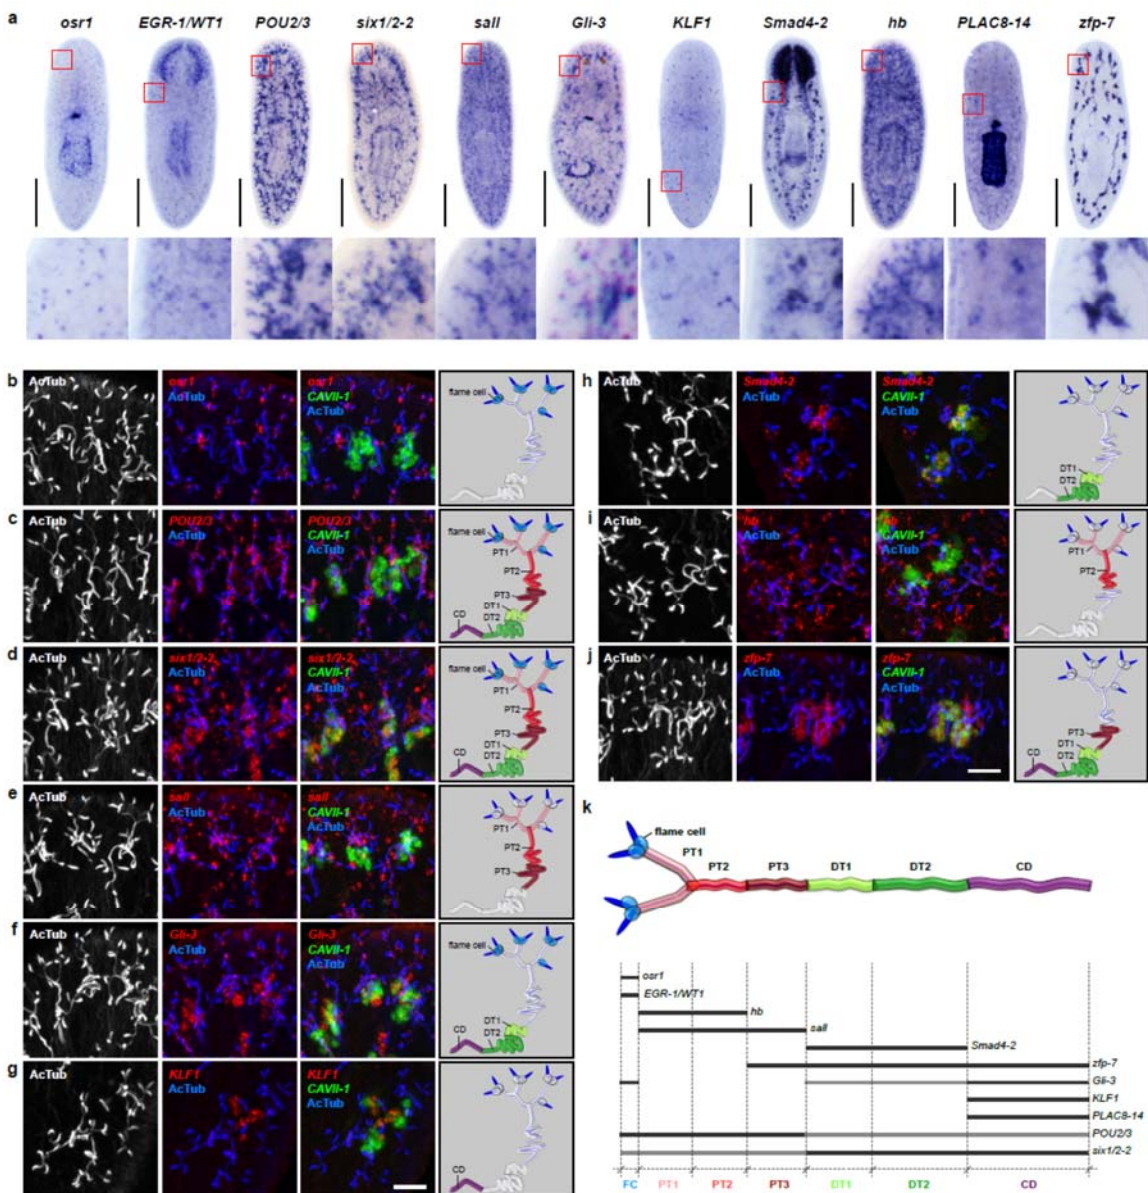 a
osr1 EGR-1/WT1 POU2/3 six1/2-2 sall Gli-3 KLF1 Smad4-2 hb PLAC8-14 zfp-7
b AcTub osr1 osr1
AcTub CAVII-1
AcTub
flame cell
c AcTub POU2/3 POU2/3
AcTub CAVII-1
AcTub
flame cell
PT1
PT2
PT3
DT1
CD DT2
d AcTub six1/2-2 six1/2-2
AcTub CAVII-1
AcTub
flame cell
PT1
PT2
PT3
DT1
CD DT2
e AcTub sall sall
AcTub CAVII-1
AcTub
PT1
PT2
PT3
f AcTub Gli-3 Gli-3
AcTub CAVII-1
AcTub
flame cell
DT1
CD DT2
g AcTub KLF1 KLF1
AcTub CAVII-1
AcTub
CD
h AcTub Smad4-2 Smad4-2
AcTub CAVII-1
AcTub
DT1
DT2
i AcTub hb hb
AcTub CAVII-1
AcTub
PT1
PT2
j AcTub zfp-7 zfp-7
AcTub CAVII-1
AcTub
PT3
DT1
CD DT2
k
flame cell
PT1 PT2 PT3 DT1 DT2 CD
osr1
EGR-1/WT1
hb
sall
Smad4-2
zfp-7
Gli-3
KLF1
PLAC8-14
POU2/3
six1/2-2
FC PT1 PT2 PT3 DT1 DT2 CD